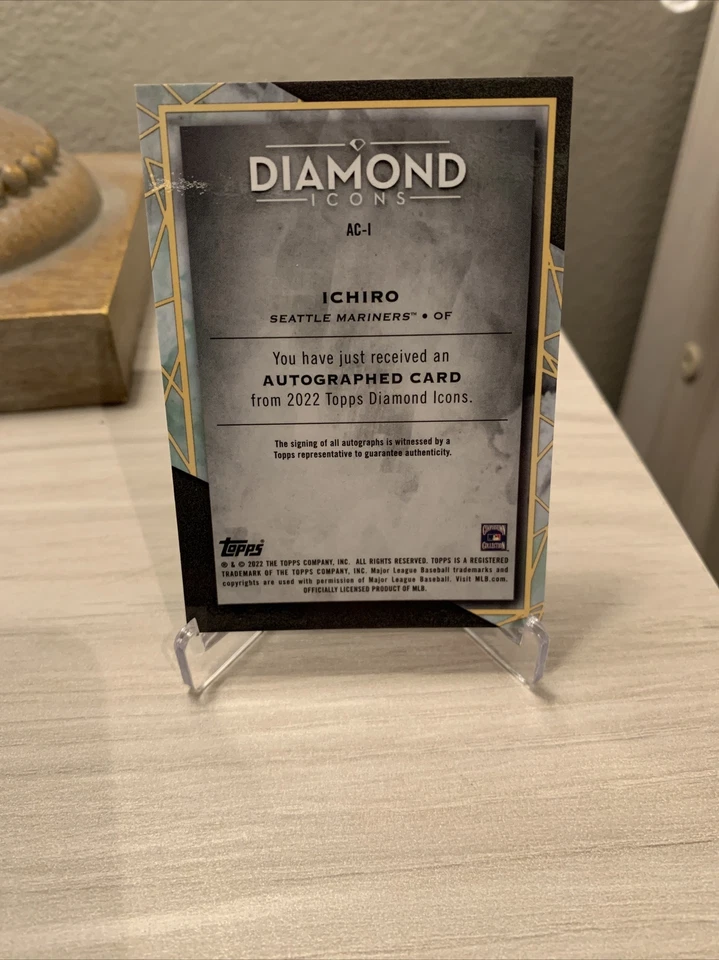 DIAMOND
ICONS
AC-I
ICHIRO
SEATTLE MARINERS™ • OF
You have just received an
AUTOGRAPHED CARD
from 2022 Topps Diamond Icons.
The signing of all autographs is witnessed by a
Topps representative to guarantee authenticity.
Topps
COOPERSTOWN
COLLECTION
® & © 2022 THE TOPPS COMPANY, INC. ALL RIGHTS RESERVED. TOPPS IS A REGISTERED
TRADEMARK OF THE TOPPS COMPANY, INC. Major League Baseball trademarks and
copyrights are used with permission of Major League Baseball. Visit MLB.com.
OFFICIALLY LICENSED PRODUCT OF MLB.